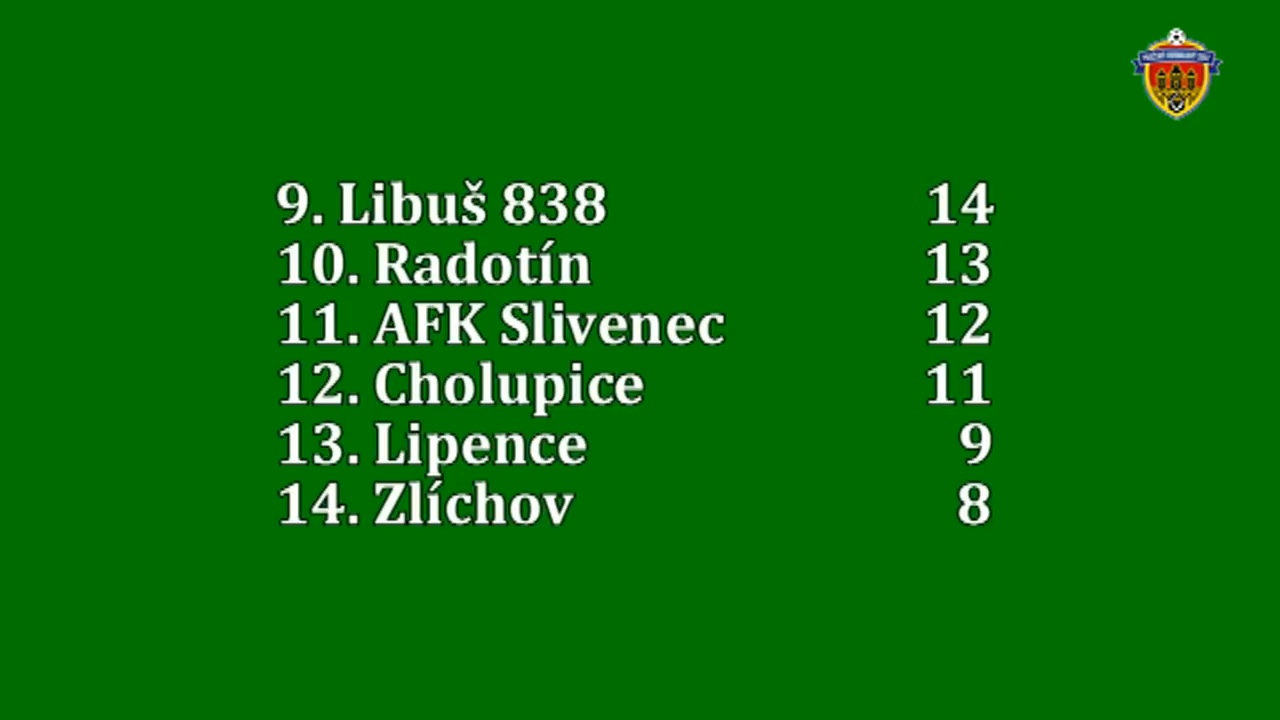 9. Libuš 838 14
10. Radotín 13
11. AFK Slivenec 12
12. Cholupice 11
13. Lipence 9
14. Zlíchov 8